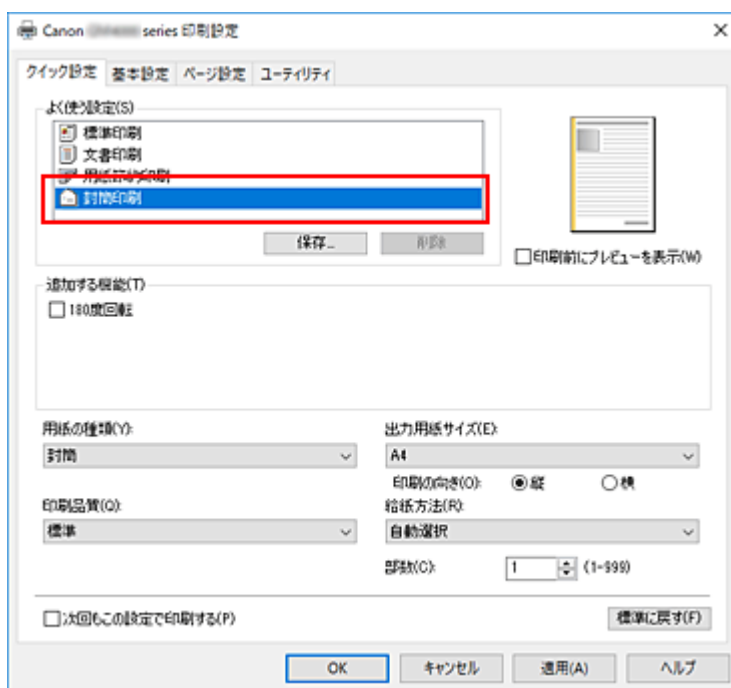 Canon series 印刷設定
クイック設定 基本設定 ページ設定 ユーティリティ
よく使う設定(S)
標準印刷
文書印刷
用紙節約印刷
封筒印刷
保存...
削除
印刷前にプレビューを表示(W)
追加する機能(T)
180度回転
用紙の種類(Y):
封筒
出力用紙サイズ(E):
A4
印刷の向き(O): 縦 横
印刷品質(Q):
標準
給紙方法(R):
自動選択
部数(C): 1 (1-999)
次回もこの設定で印刷する(P)
標準に戻す(F)
OK キャンセル 適用(A) ヘルプ